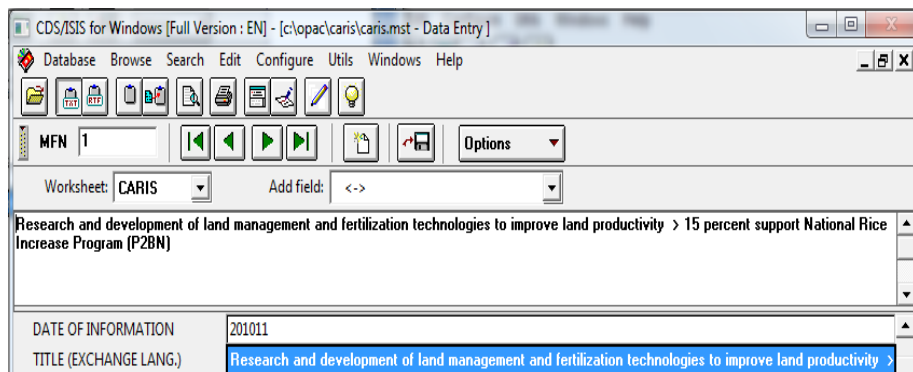 CDS/ISIS for Windows [Full Version : EN] - [c:\opac\caris\caris.mst - Data Entry ]
Database Browse Search Edit Configure Utils Windows Help
TXT RTF
MFN 1 Options
Worksheet: CARIS Add field: <->
Research and development of land management and fertilization technologies to improve land productivity > 15 percent support National Rice
Increase Program (P2BN)
DATE OF INFORMATION 201011
TITLE (EXCHANGE LANG.) Research and development of land management and fertilization technologies to improve land productivity >